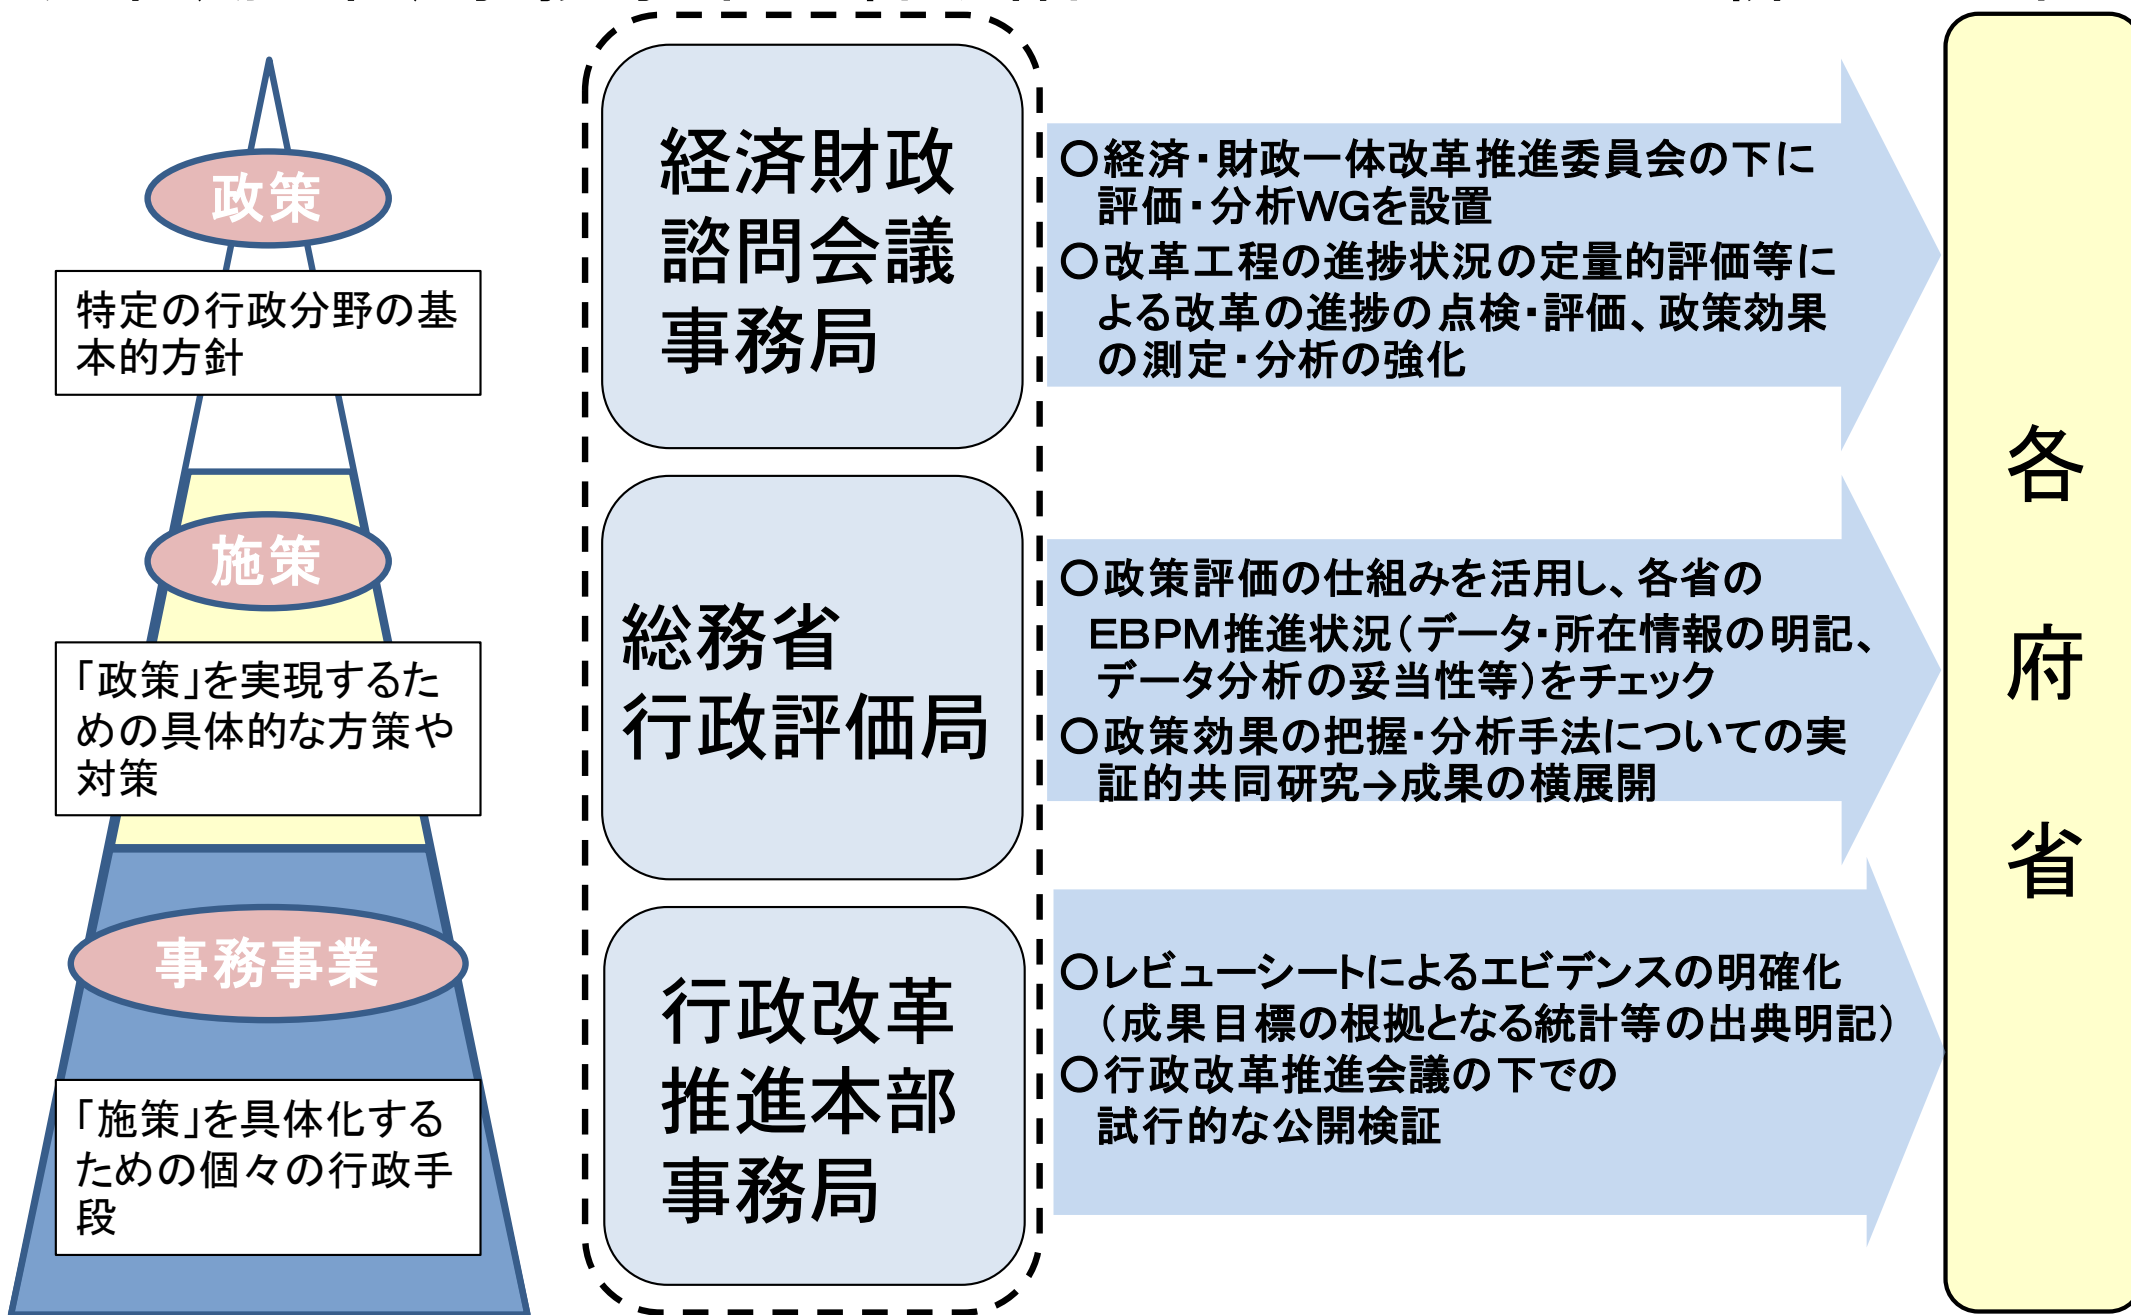 政策
特定の行政分野の基
本的方針
施策
「政策」を実現するた
めの具体的な方策や
対策
事務事業
「施策」を具体化する
ための個々の行政手
段
経済財政
諮問会議
事務局
総務省
行政評価局
行政改革
推進本部
事務局
〇経済・財政一体改革推進委員会の下に
評価・分析WGを設置
〇改革工程の進捗状況の定量的評価等に
よる改革の進捗の点検・評価、政策効果
の測定・分析の強化
〇政策評価の仕組みを活用し、各省の
EBPM推進状況（データ・所在情報の明記、
データ分析の妥当性等）をチェック
〇政策効果の把握・分析手法についての実
証的共同研究→成果の横展開
〇レビューシートによるエビデンスの明確化
（成果目標の根拠となる統計等の出典明記）
〇行政改革推進会議の下での
試行的な公開検証
各
府
省